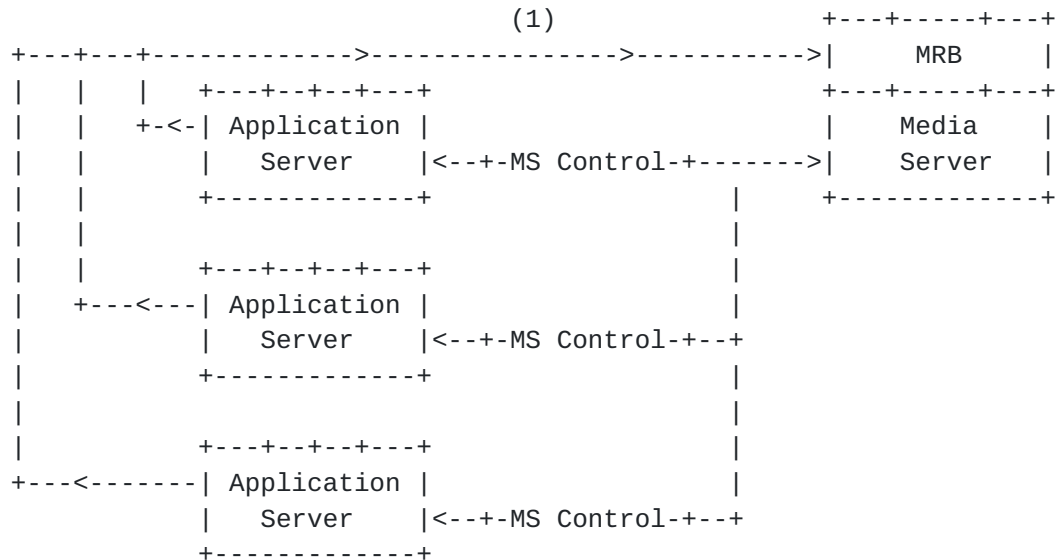 (1)
MRB
Application
Server
MS Control
Media
Server
Application
Server
MS Control
Application
Server
MS Control